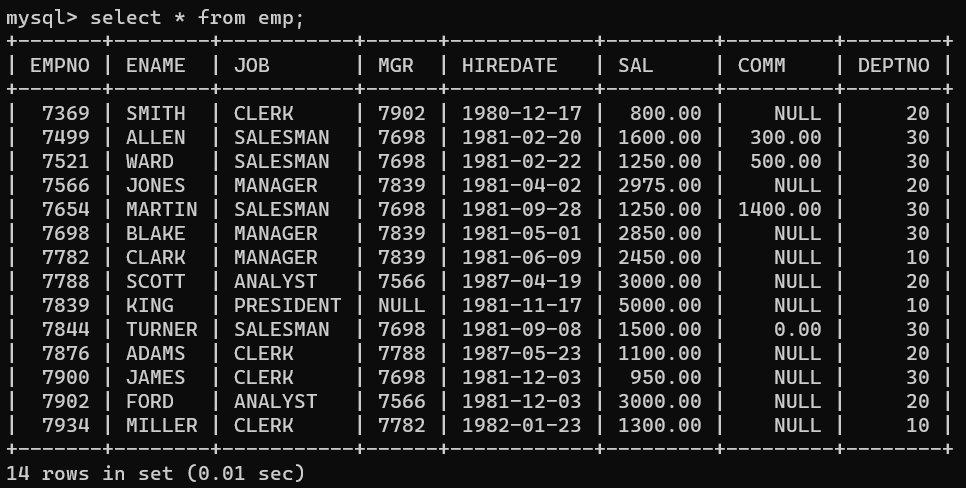 mysql> select * from emp;
+-------+--------+-----------+------+------------+---------+---------+--------+
| EMPNO | ENAME  | JOB       | MGR  | HIREDATE   | SAL     | COMM    | DEPTNO |
+-------+--------+-----------+------+------------+---------+---------+--------+
|  7369 | SMITH  | CLERK     | 7902 | 1980-12-17 |  800.00 |    NULL |     20 |
|  7499 | ALLEN  | SALESMAN  | 7698 | 1981-02-20 | 1600.00 |  300.00 |     30 |
|  7521 | WARD   | SALESMAN  | 7698 | 1981-02-22 | 1250.00 |  500.00 |     30 |
|  7566 | JONES  | MANAGER   | 7839 | 1981-04-02 | 2975.00 |    NULL |     20 |
|  7654 | MARTIN | SALESMAN  | 7698 | 1981-09-28 | 1250.00 | 1400.00 |     30 |
|  7698 | BLAKE  | MANAGER   | 7839 | 1981-05-01 | 2850.00 |    NULL |     30 |
|  7782 | CLARK  | MANAGER   | 7839 | 1981-06-09 | 2450.00 |    NULL |     10 |
|  7788 | SCOTT  | ANALYST   | 7566 | 1987-04-19 | 3000.00 |    NULL |     20 |
|  7839 | KING   | PRESIDENT | NULL | 1981-11-17 | 5000.00 |    NULL |     10 |
|  7844 | TURNER | SALESMAN  | 7698 | 1981-09-08 | 1500.00 |    0.00 |     30 |
|  7876 | ADAMS  | CLERK     | 7788 | 1987-05-23 | 1100.00 |    NULL |     20 |
|  7900 | JAMES  | CLERK     | 7698 | 1981-12-03 |  950.00 |    NULL |     30 |
|  7902 | FORD   | ANALYST   | 7566 | 1981-12-03 | 3000.00 |    NULL |     20 |
|  7934 | MILLER | CLERK     | 7782 | 1982-01-23 | 1300.00 |    NULL |     10 |
+-------+--------+-----------+------+------------+---------+---------+--------+
14 rows in set (0.01 sec)